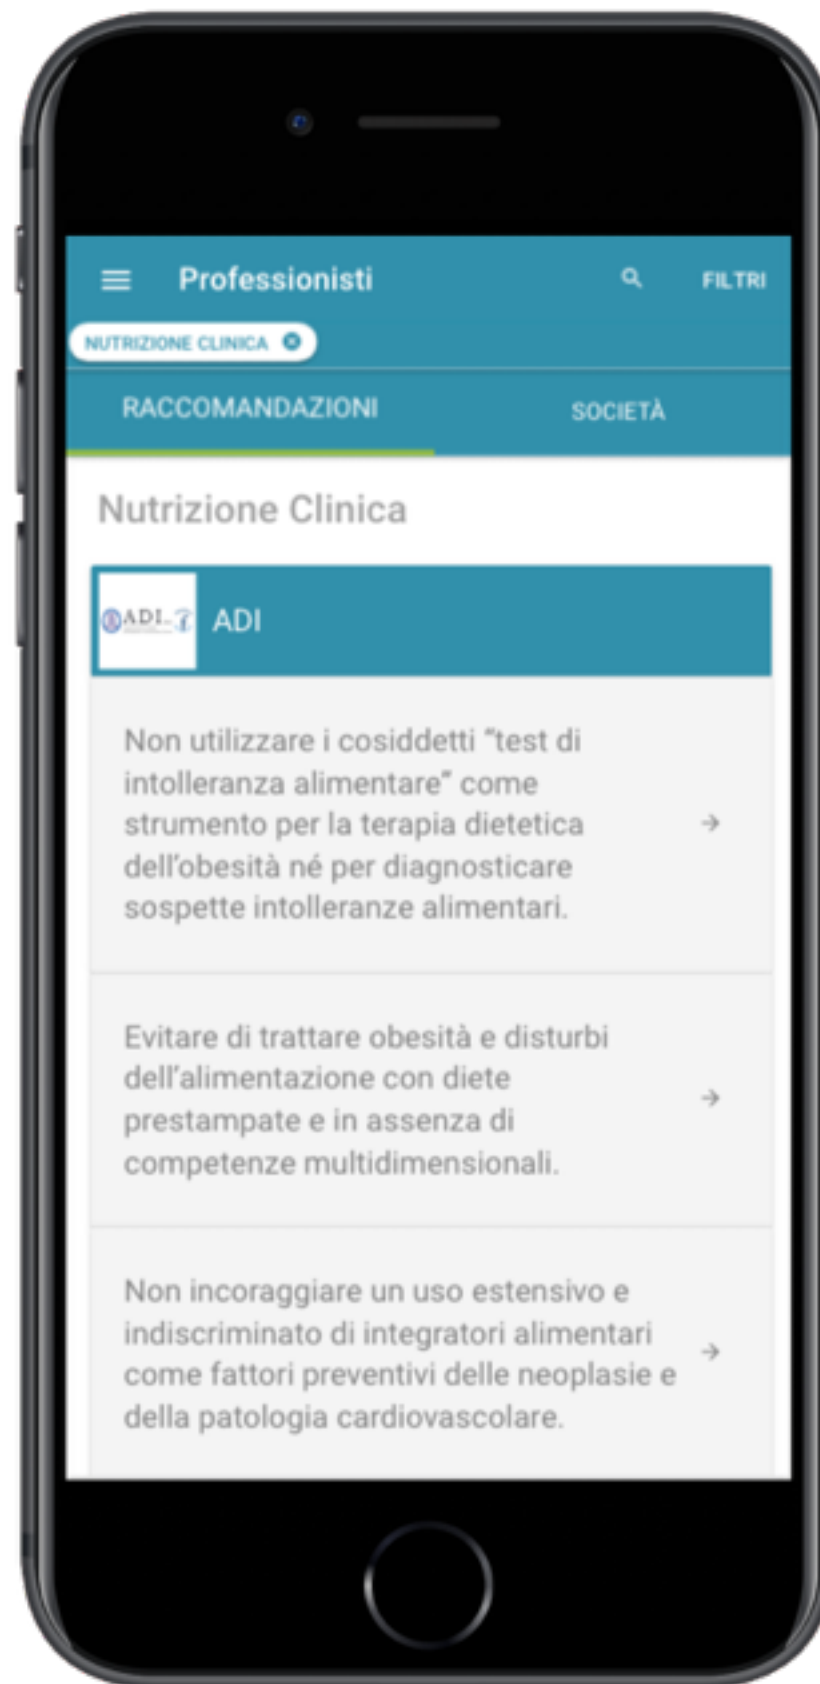 Professionisti
FILTRI
NUTRIZIONE CLINICA
RACCOMANDAZIONI
SOCIETÀ
Nutrizione Clinica
ADI
ADI
Non utilizzare i cosiddetti “test di
intolleranza alimentare” come
strumento per la terapia dietetica
dell’obesità né per diagnosticare
sospette intolleranze alimentari.
Evitare di trattare obesità e disturbi
dell’alimentazione con diete
prestampate e in assenza di
competenze multidimensionali.
Non incoraggiare un uso estensivo e
indiscriminato di integratori alimentari
come fattori preventivi delle neoplasie e
della patologia cardiovascolare.